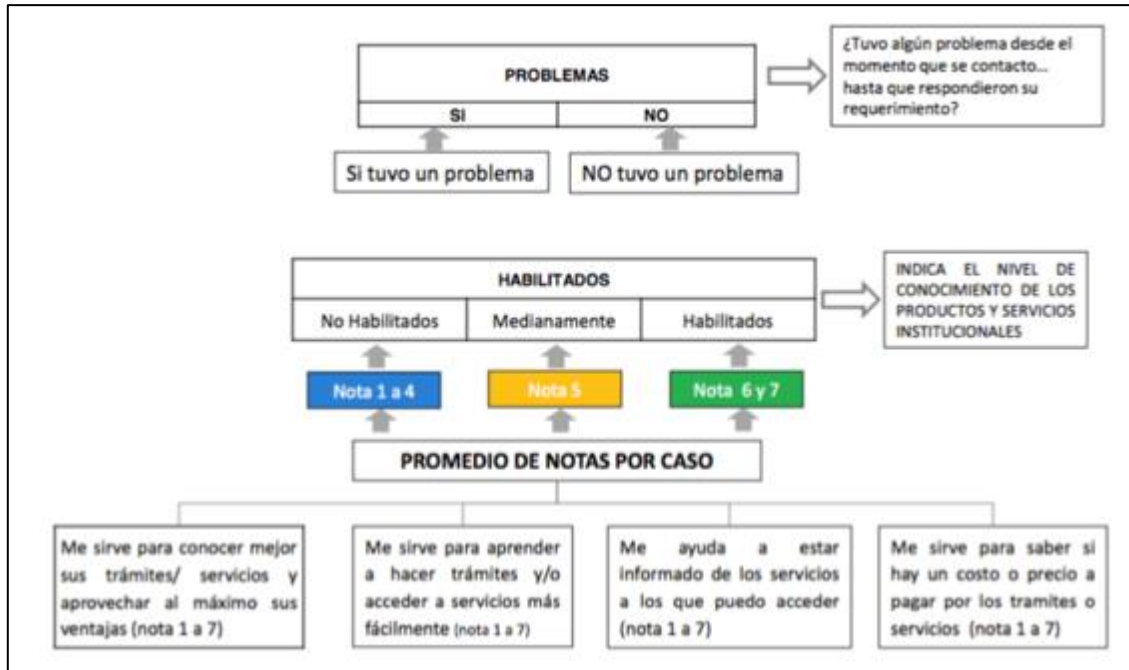 ¿Tuvo algún problema desde el
momento que se contacto...
hasta que respondieron su
requerimiento?
PROBLEMAS
SI
NO
Si tuvo un problema
NO tuvo un problema
HABILITADOS
No Habilitados
Medianamente
Habilitados
INDICA EL NIVEL DE
CONOCIMIENTO DE LOS
PRODUCTOS Y SERVICIOS
INSTITUCIONALES
Nota 1 a 4
Nota 5
Nota 6 y 7
PROMEDIO DE NOTAS POR CASO
Me sirve para conocer mejor
sus trámites/ servicios y
aprovechar al máximo sus
ventajas (nota 1 a 7)
Me sirve para aprender
a hacer trámites y/o
acceder a servicios más
fácilmente (nota 1 a 7)
Me ayuda a estar
informado de los servicios
a los que puedo acceder
(nota 1 a 7)
Me sirve para saber si
hay un costo o precio a
pagar por los tramites o
servicios (nota 1 a 7)